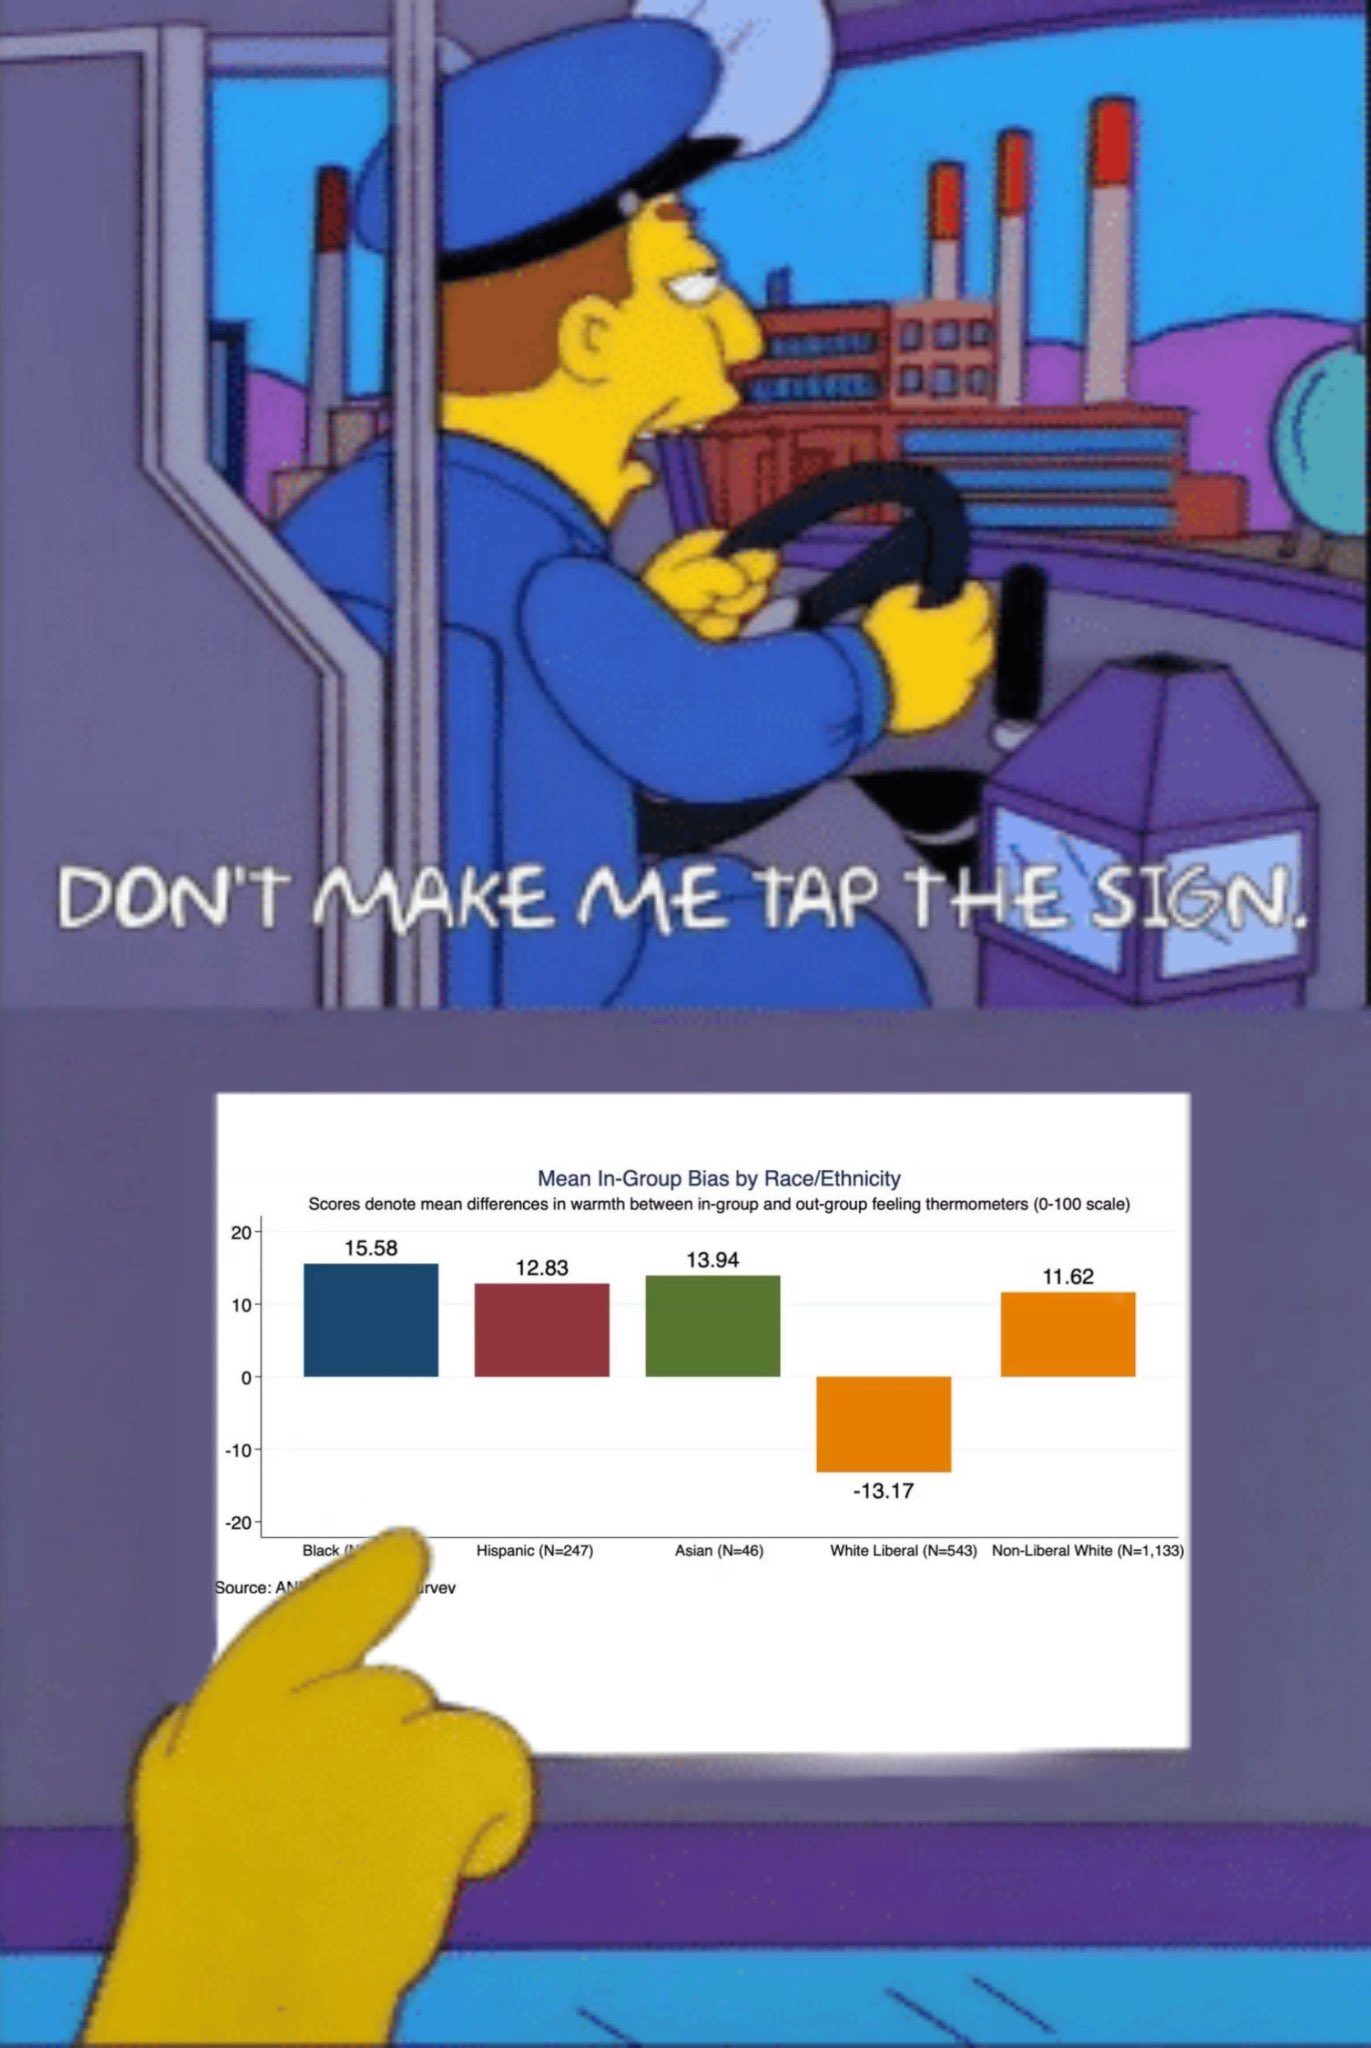 DON'T MAKE ME TAP THE SIGN.
Mean In-Group Bias by Race/Ethnicity
Scores denote mean differences in warmth between in-group and out-group feeling thermometers (0-100 scale)
20
10
0
-10
-20
15.58
12.83
13.94
-13.17
11.62
Black
Hispanic (N=247)
Asian (N=46)
White Liberal (N=543)
Non-Liberal White (N=1,133)
Source: